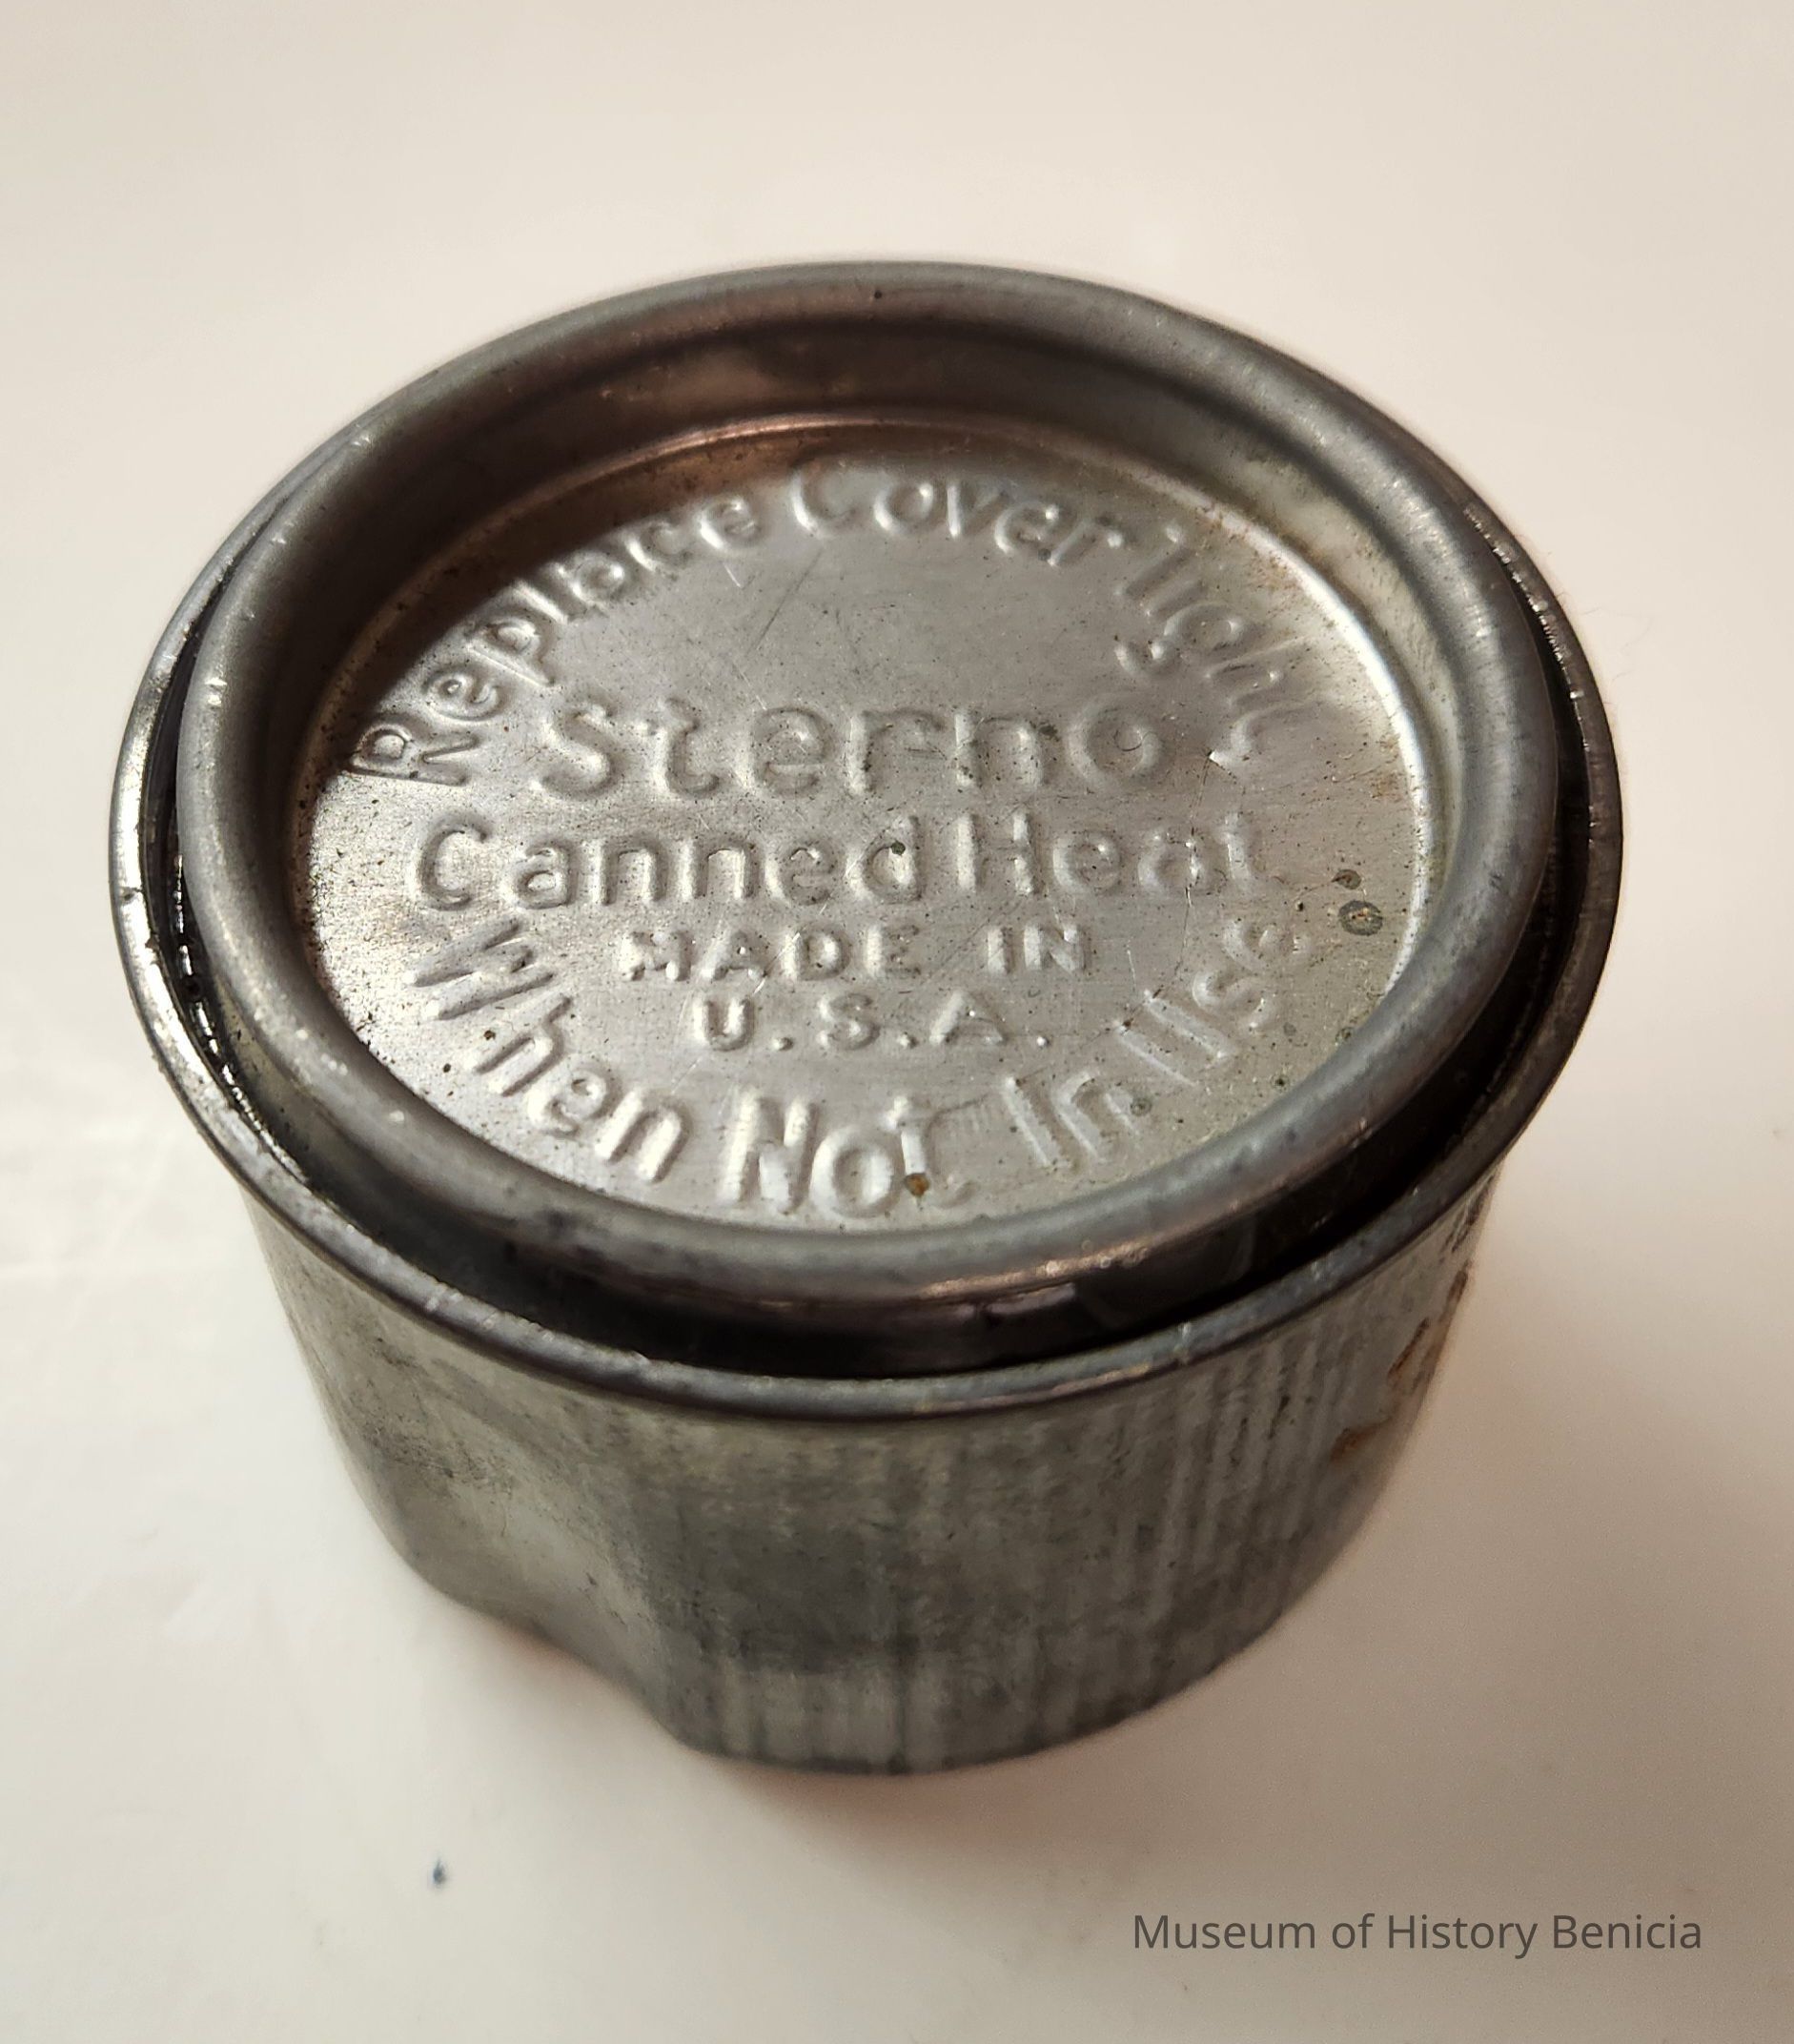 Replace Cover Tight
Sterno
Canned Heat
MADE IN
U.S.A.
When Not In Use
Museum of History Benicia